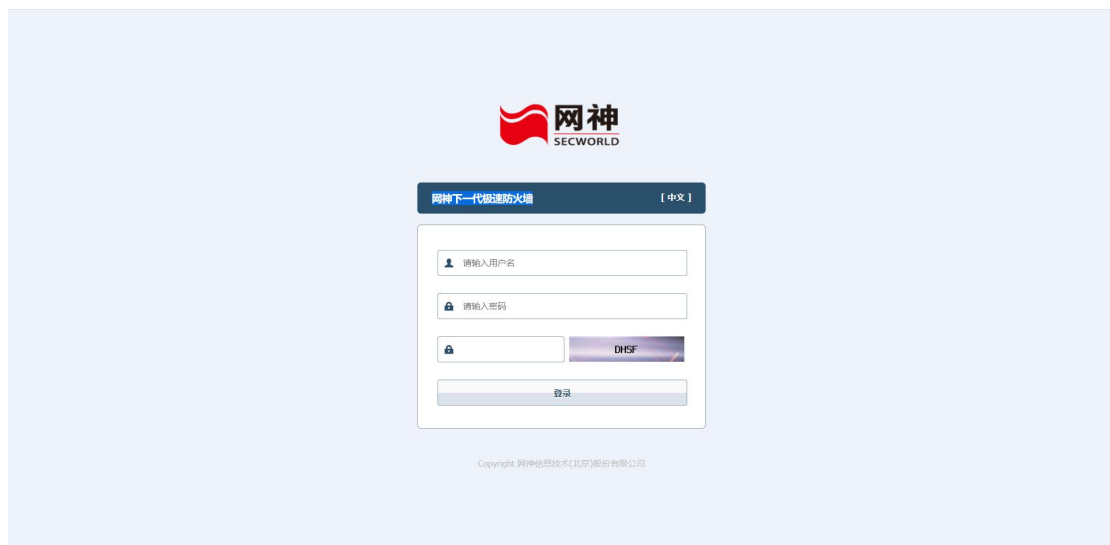 网神
SECWORLD
网神下一代极速防火墙 [ 中文 ]
请输入用户名
请输入密码
DHSF
登录
Copyright 网神信息技术(北京)股份有限公司